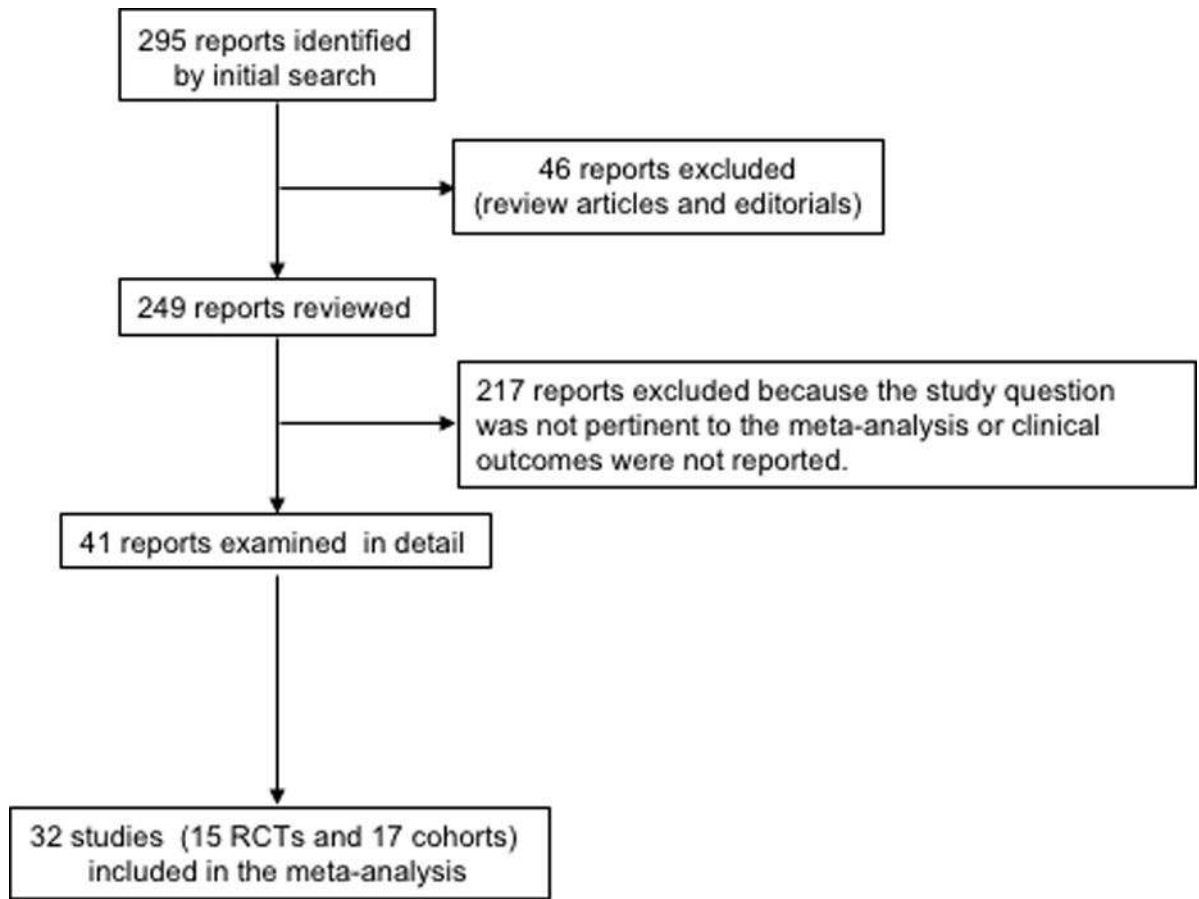 295 reports identified
by initial search
46 reports excluded
(review articles and editorials)
249 reports reviewed
217 reports excluded because the study question
was not pertinent to the meta-analysis or clinical
outcomes were not reported.
41 reports examined  in detail
32 studies  (15 RCTs and 17 cohorts)
included in the meta-analysis